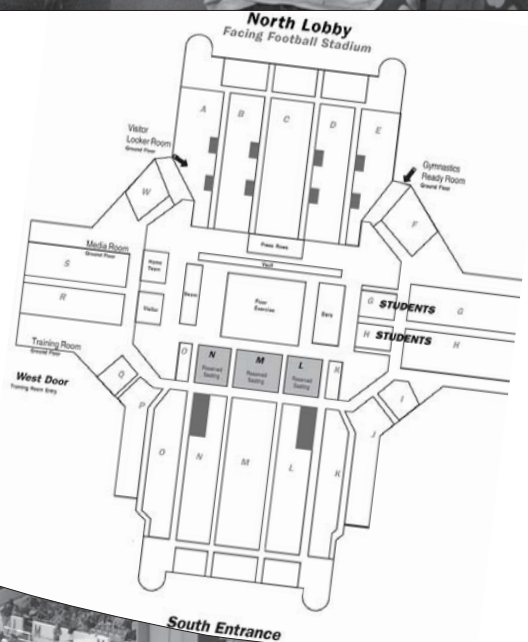 North Lobby
Facing Football Stadium
A
B
C
D
E
Visitor
Locker Room
Ground Floor
Gymnastics
Ready Room
Ground Floor
W
F
Press Rows
Vault
Media Room
Ground Floor
Home
Team
S
Beam
Floor
Exercise
Bars
G
STUDENTS
G
R
Visitor
H
STUDENTS
H
Training Room
Ground Floor
O
N
Reserved
Seating
M
Reserved
Seating
L
Reserved
Seating
K
West Door
Training Room Entry
Q
P
I
J
O
N
M
L
K
South Entrance